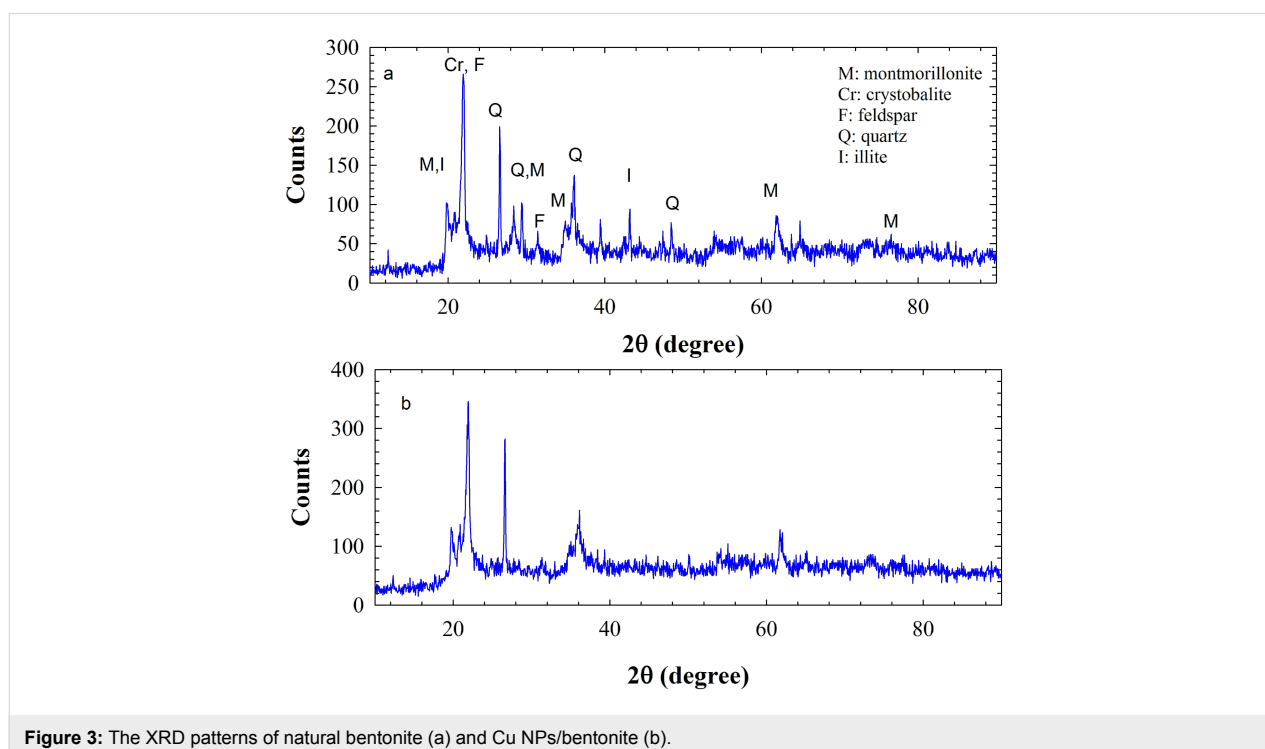 300
250
200
150
100
50
0
Counts
a
Cr, F
Q
M,I
Q,M
F
M
Q
I
Q
M
M
M: montmorillonite
Cr: crystobalite
F: feldspar
Q: quartz
I: illite
20
40
60
80
2θ (degree)
400
300
200
100
0
Counts
b
20
40
60
80
2θ (degree)
Figure 3: The XRD patterns of natural bentonite (a) and Cu NPs/bentonite (b).